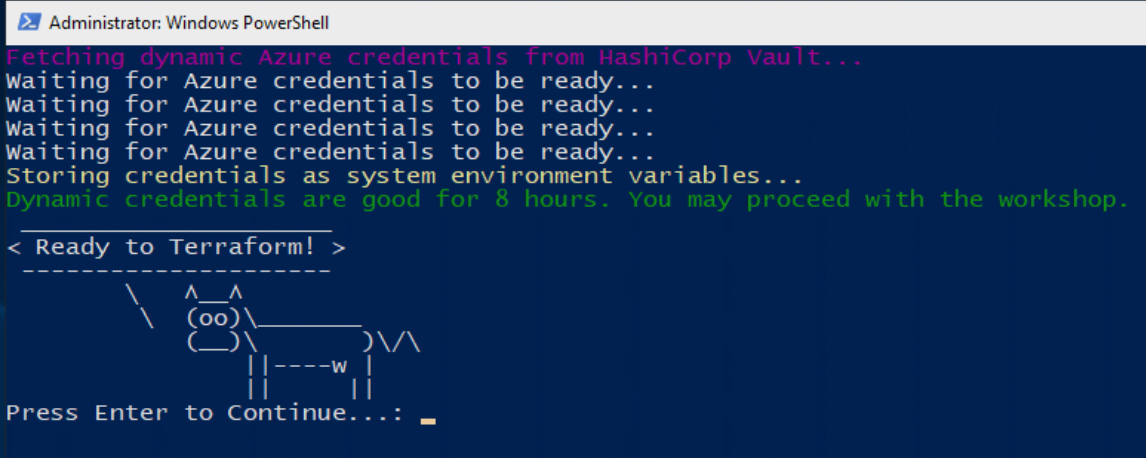 Administrator: Windows PowerShell
Fetching dynamic Azure credentials from HashiCorp Vault...
Waiting for Azure credentials to be ready...
Waiting for Azure credentials to be ready...
Waiting for Azure credentials to be ready...
Waiting for Azure credentials to be ready...
Storing credentials as system environment variables...
Dynamic credentials are good for 8 hours. You may proceed with the workshop.
 _____________________
< Ready to Terraform! >
 ---------------------
        \   ^__^
         \  (oo)\_______
            (__)\       )\/\
                ||----w |
                ||     ||
Press Enter to Continue...: